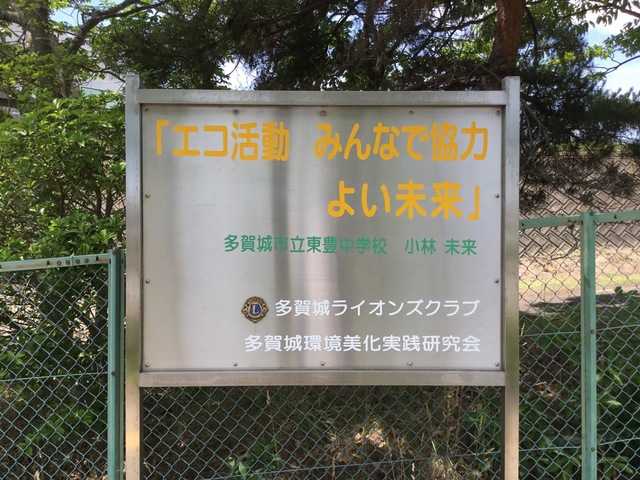 「エコ活動　みんなで協力
よい未来」
多賀城市立東豊中学校　小林 未来
多賀城ライオンズクラブ
多賀城環境美化実践研究会